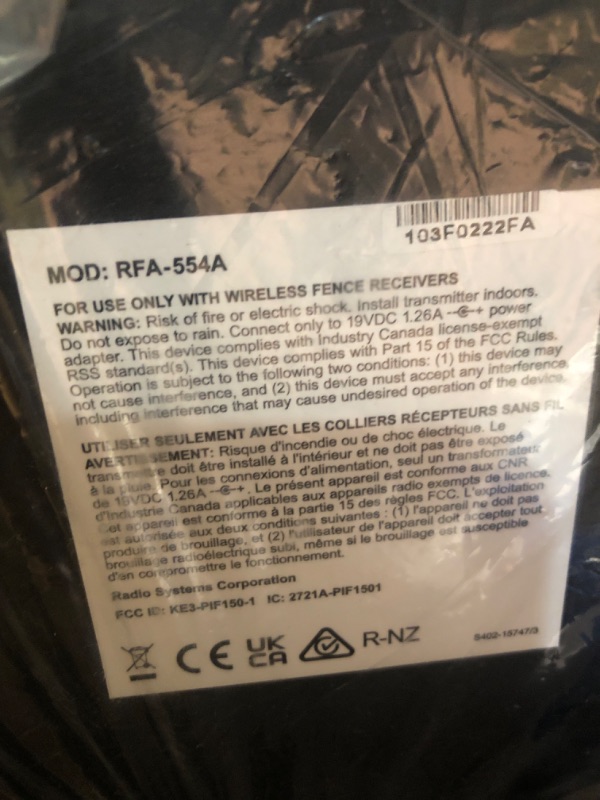 103F0222FA
MOD: RFA-554A
FOR USE ONLY WITH WIRELESS FENCE RECEIVERS
WARNING: Risk of fire or electric shock. Install transmitter indoors.
Do not expose to rain. Connect only to 19VDC 1.26A power
adapter. This device complies with Industry Canada license-exempt
RSS standard(s). This device complies with Part 15 of the FCC Rules.
Operation is subject to the following two conditions: (1) this device may
not cause interference, and (2) this device must accept any interference,
including interference that may cause undesired operation of the device.
UTILISER SEULEMENT AVEC LES COLLIERS RÉCEPTEURS SANS FIL
AVERTISSEMENT: Risque d'incendie ou de choc électrique. Le
transmettre doit être installé à l'intérieur et ne doit pas être exposé
à la pluie. Pour les connexions d'alimentation, seul un transformateur
de 19VDC 1.26A. Le présent appareil est conforme aux CNR
d'Industrie Canada applicables aux appareils radio exempts de licence.
Cet appareil est conforme à la partie 15 des règles FCC. L'exploitation
est autorisée aux deux conditions suivantes : (1) l'appareil ne doit pas
produire de brouillage, et (2) l'utilisateur de l'appareil doit accepter tout
brouillage radioélectrique subi, même si le brouillage est susceptible
d'en compromettre le fonctionnement.
Radio Systems Corporation
FCC ID: KE3-PIF150-1 IC: 2721A-PIF1501
CE UK CA R-NZ
5402-15747/3